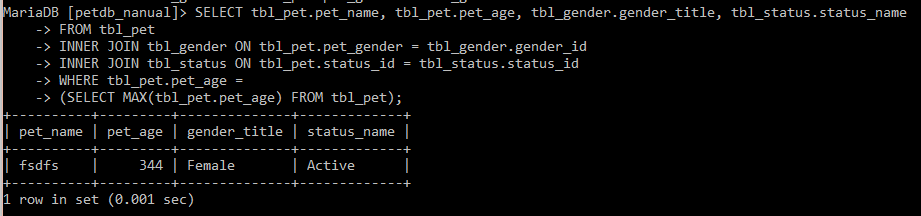 MariaDB [petdb_nanual]> SELECT tbl_pet.pet_name, tbl_pet.pet_age, tbl_gender.gender_title, tbl_status.status_name
    -> FROM tbl_pet
    -> INNER JOIN tbl_gender ON tbl_pet.pet_gender = tbl_gender.gender_id
    -> INNER JOIN tbl_status ON tbl_pet.status_id = tbl_status.status_id
    -> WHERE tbl_pet.pet_age =
    -> (SELECT MAX(tbl_pet.pet_age) FROM tbl_pet);
+----------+---------+--------------+-------------+
| pet_name | pet_age | gender_title | status_name |
+----------+---------+--------------+-------------+
| fsdfs    |     344 | Female       | Active      |
+----------+---------+--------------+-------------+
1 row in set (0.001 sec)